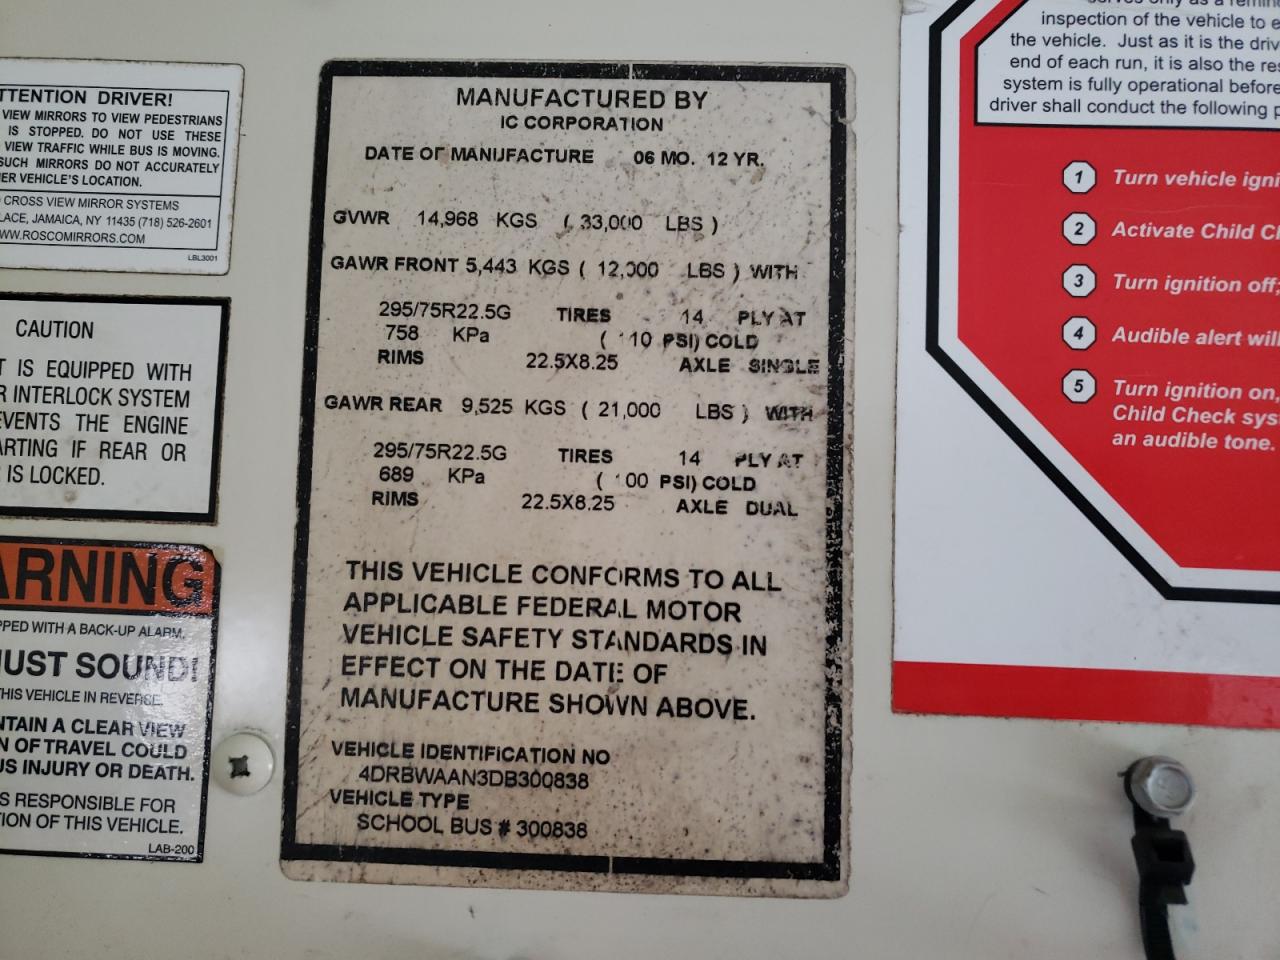 TTENTION DRIVER!
VIEW MIRRORS TO VIEW PEDESTRIANS
IS STOPPED. DO NOT USE THESE
VIEW TRAFFIC WHILE BUS IS MOVING.
SUCH MIRRORS DO NOT ACCURATELY
ER VEHICLE'S LOCATION.
CROSS VIEW MIRROR SYSTEMS
LACE, JAMAICA, NY 11435 (718) 526-2601
WW.ROSCOMIRRORS.COM
LBL3001
CAUTION
T IS EQUIPPED WITH
R INTERLOCK SYSTEM
EVENTS THE ENGINE
ARTING IF REAR OR
IS LOCKED.
ARNING
PPED WITH A BACK-UP ALARM.
MUST SOUND!
THIS VEHICLE IN REVERSE.
NTAIN A CLEAR VIEW
N OF TRAVEL COULD
US INJURY OR DEATH.
S RESPONSIBLE FOR
TION OF THIS VEHICLE.
LAB-200
MANUFACTURED BY
IC CORPORATION
DATE OF MANUFACTURE 06 MO. 12 YR.
GVWR 14,968 KGS ( 33,000 LBS )
GAWR FRONT 5,443 KGS ( 12,000 LBS ) WITH
295/75R22.5G TIRES 14 PLY AT
758 KPa ( 110 PSI) COLD
RIMS 22.5X8.25 AXLE SINGLE
GAWR REAR 9,525 KGS ( 21,000 LBS ) WITH
295/75R22.5G TIRES 14 PLY AT
689 KPa ( 100 PSI) COLD
RIMS 22.5X8.25 AXLE DUAL
THIS VEHICLE CONFORMS TO ALL
APPLICABLE FEDERAL MOTOR
VEHICLE SAFETY STANDARDS IN
EFFECT ON THE DATE OF
MANUFACTURE SHOWN ABOVE.
VEHICLE IDENTIFICATION NO
4DRBWAAN3DB300838
VEHICLE TYPE
SCHOOL BUS # 300838
serves only as a remin
inspection of the vehicle to e
the vehicle. Just as it is the driv
end of each run, it is also the res
system is fully operational before
driver shall conduct the following p
1 Turn vehicle igni
2 Activate Child Ch
3 Turn ignition off;
4 Audible alert will
5 Turn ignition on,
Child Check sys
an audible tone.